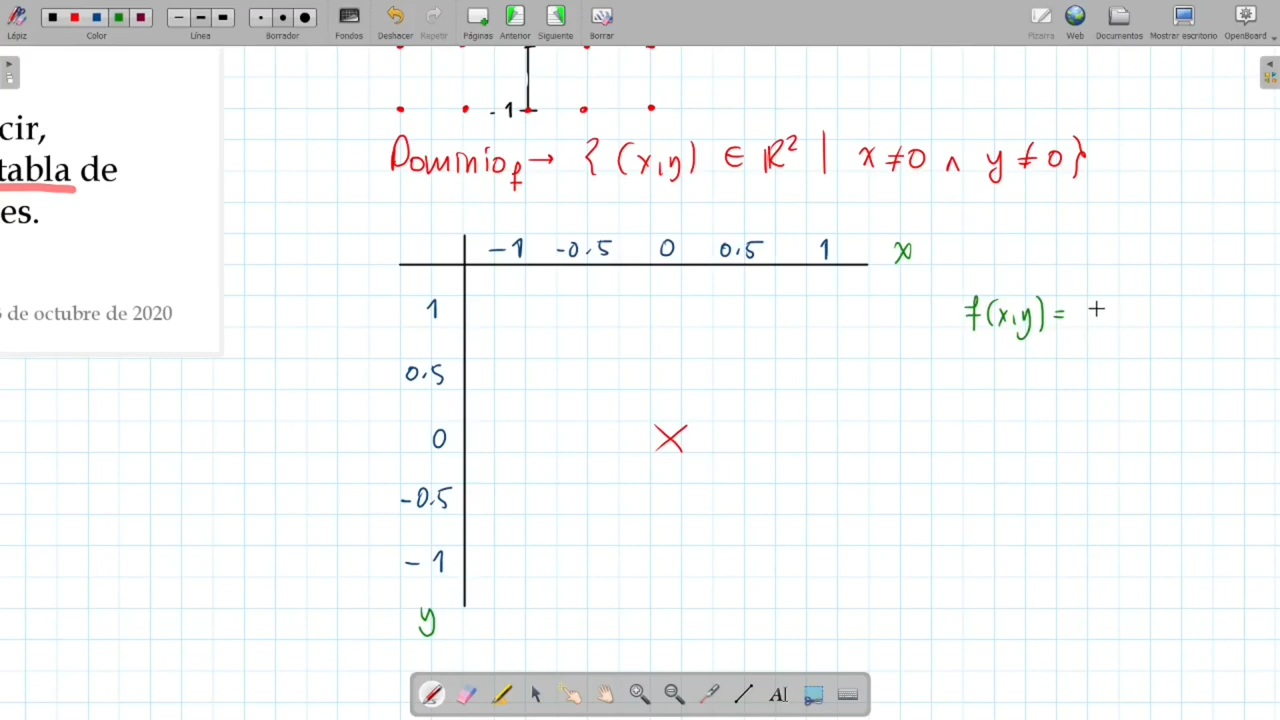 Lápiz Color Línea Borrador Fondos Deshacer Repetir Páginas Anterior Siguiente Borrar Pizarra Web Documentos Mostrar escritorio OpenBoard
cir,
tabla de
es.
de octubre de 2020
-1
Dominio f → { (x,y) ∈ ℝ² | x ≠ 0 ∧ y ≠ 0}
-1 -0.5 0 0.5 1 x
1
f(x,y) =
0.5
0
-0.5
-1
y
AI